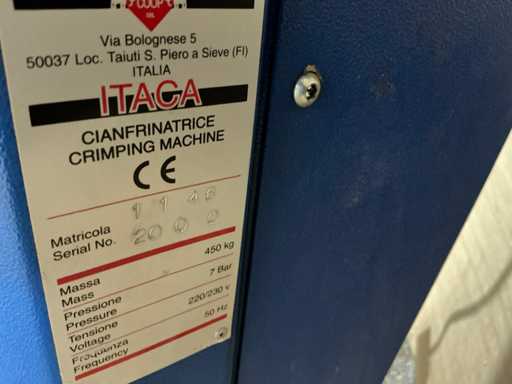 Via Bolognese 5
50037 Loc. Taiuti S. Piero a Sieve (FI)
ITALIA
ITACA
CIANFRINATRICE
CRIMPING MACHINE
CE
Matricola
Serial No. 2000
450 kg
Massa
Mass
7 Bar
Pressione
Pressure
220/230 v
Tensione
Voltage
50 Hz
Frequenza
Frequency